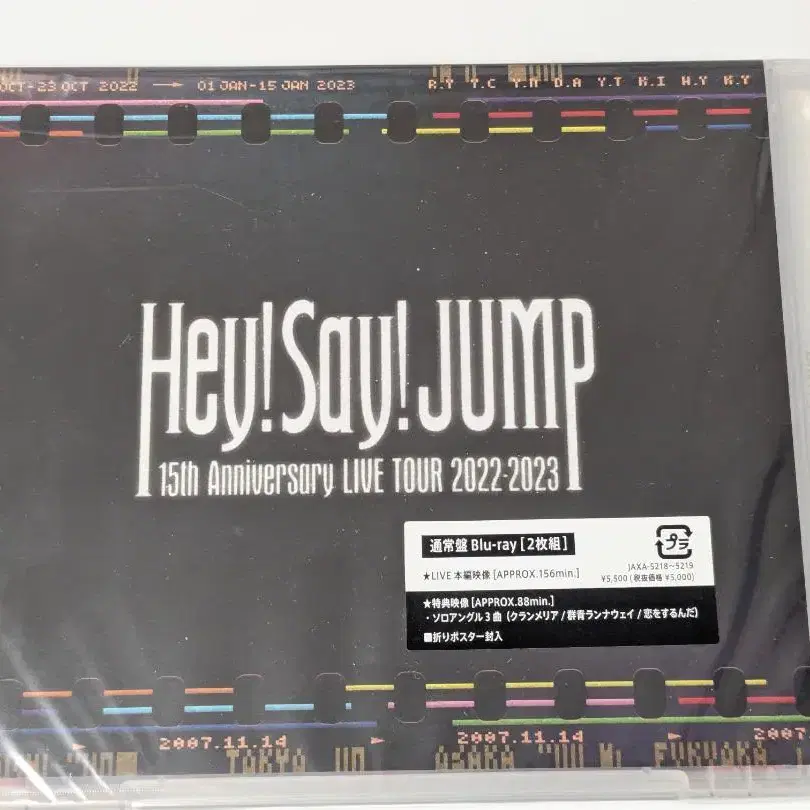 OCT-23 OCT 2022 → 01 JAN-15 JAN 2023
R.Y Y.C Y.N D.A Y.T K.I H.Y K.Y
Hey!Say!JUMP
15th Anniversary LIVE TOUR 2022-2023
通常盤 Blu-ray [2枚組]
プラ
★LIVE 本編映像 [APPROX.156min.]
JAXA-5218~5219
¥5,500 (税抜価格 ¥5,000)
★特典映像 [APPROX.88min.]
・ソロアングル3曲 (クランメリア / 群青ランナウェイ / 恋をするんだ)
■折りポスター封入
2007.11.14 2007.11.14 2007.